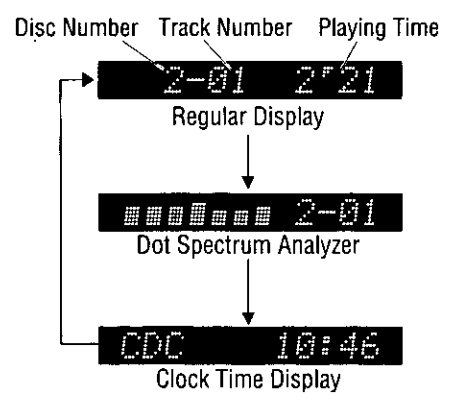 Disc Number Track Number Playing Time
2-01 2"21
Regular Display
2-01
Dot Spectrum Analyzer
CDC 10:46
Clock Time Display